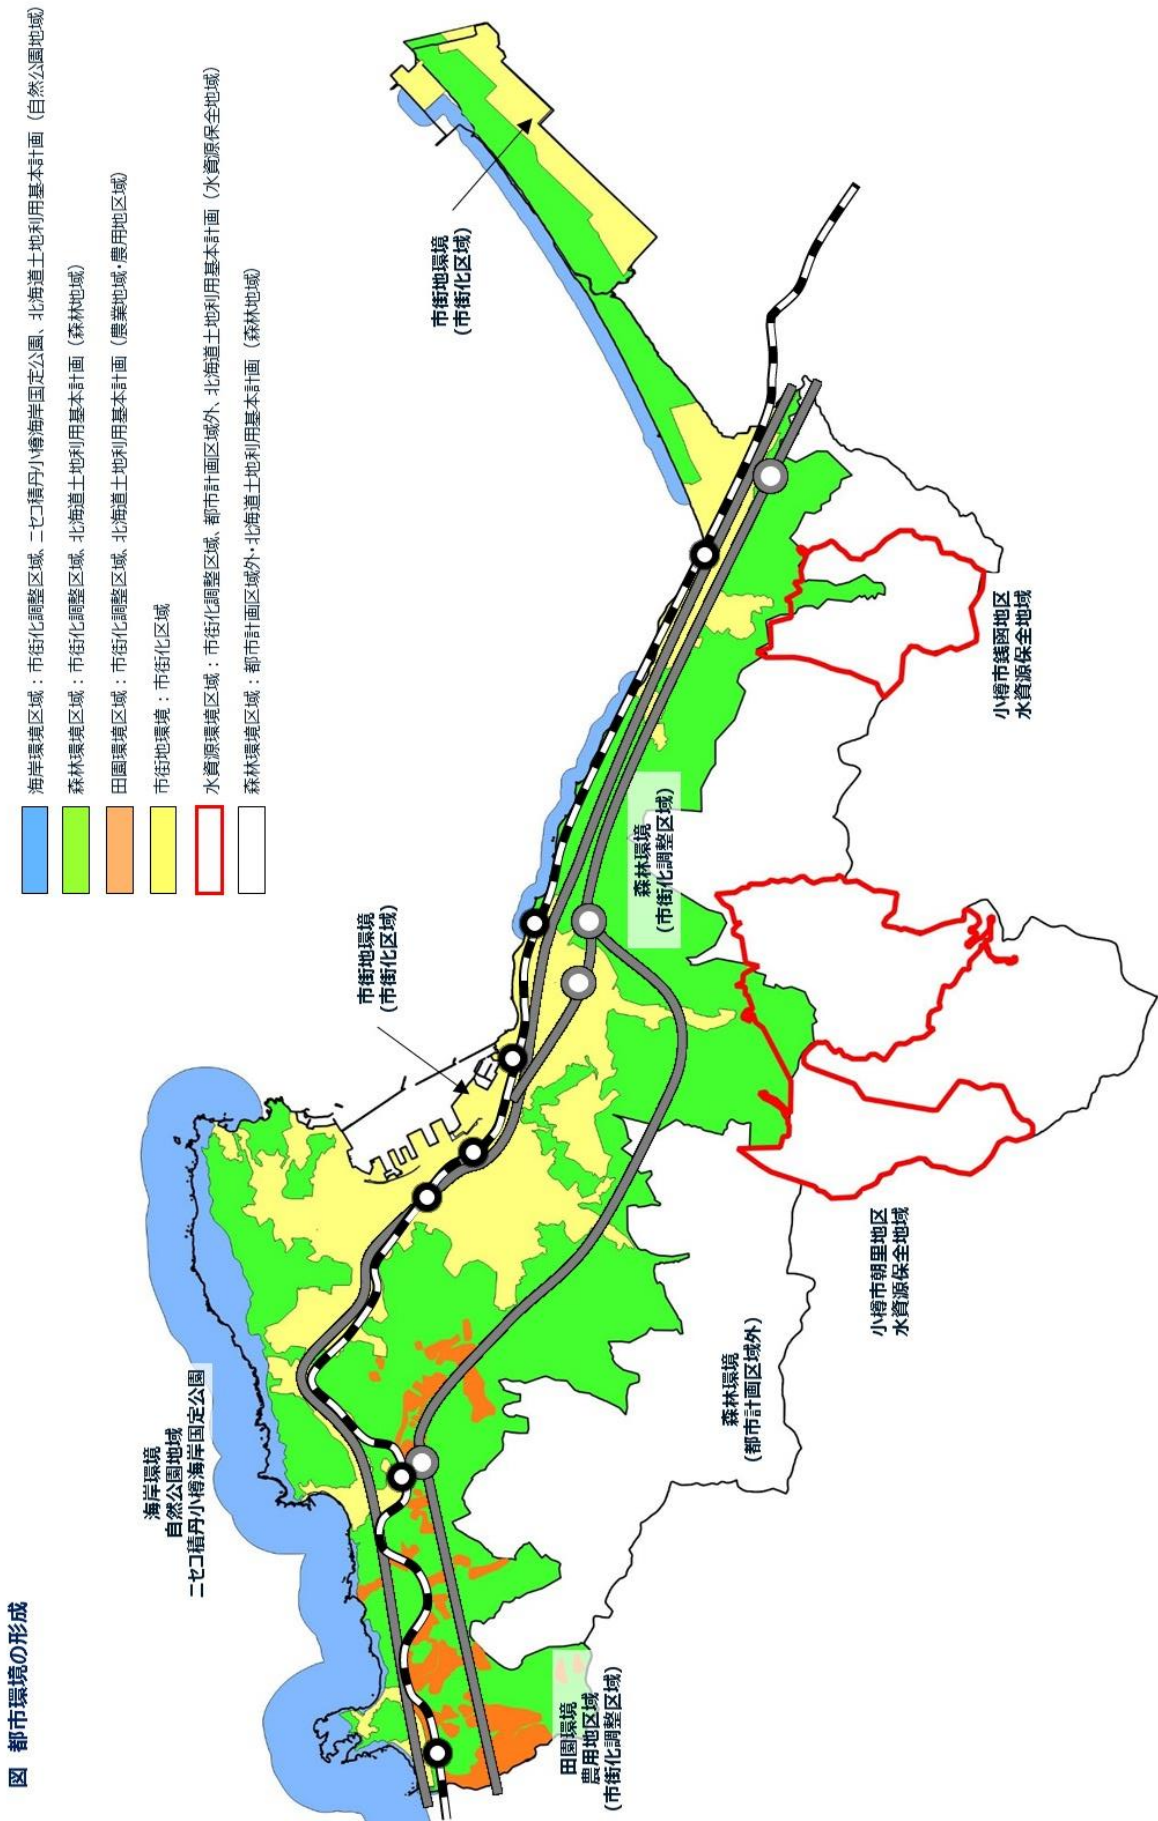 図 都市環境の形成
海岸環境区域：市街化調整区域、ニセコ積丹小樽海岸国定公園、北海道土地利用基本計画（自然公園地域）
森林環境区域：市街化調整区域、北海道土地利用基本計画（森林地域）
田園環境区域：市街化調整区域、北海道土地利用基本計画（農業地域・農用地区域）
市街地環境：市街化区域
水資源環境区域：市街化調整区域、都市計画区域外、北海道土地利用基本計画（水資源保全地域）
森林環境区域：都市計画区域外・北海道土地利用基本計画（森林地域）
海岸環境
自然公園地域
ニセコ積丹小樽海岸国定公園
市街地環境
(市街化区域)
市街地環境
(市街化区域)
田園環境
農用地区域
(市街化調整区域)
森林環境
(都市計画区域外)
森林環境
(市街化調整区域)
小樽市朝里地区
水資源保全地域
小樽市銭函地区
水資源保全地域